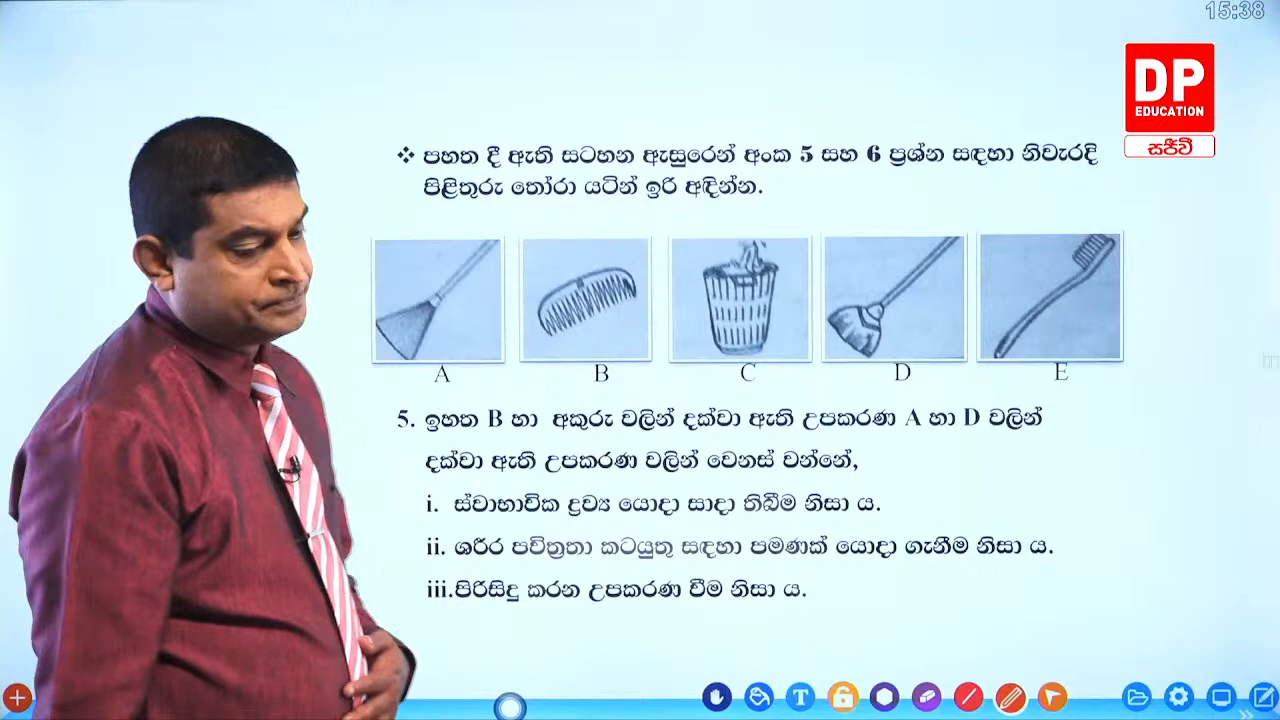 15:38
DP
EDUCATION
සජීවී
❖ පහත දී ඇති සටහන ඇසුරෙන් අංක 5 සහ 6 ප්‍රශ්න සඳහා නිවැරදි
පිළිතුරු තෝරා යටින් ඉරි අඳින්න.
A B C D E
5. ඉහත B හා අකුරු වලින් දක්වා ඇති උපකරණ A හා D වලින්
දක්වා ඇති උපකරණ වලින් වෙනස් වන්නේ,
i. ස්වාභාවික ද්‍රව්‍ය යොදා සාදා තිබීම නිසා ය.
ii. ශරීර පවිත්‍රතා කටයුතු සඳහා පමණක් යොදා ගැනීම නිසා ය.
iii.පිරිසිදු කරන උපකරණ වීම නිසා ය.